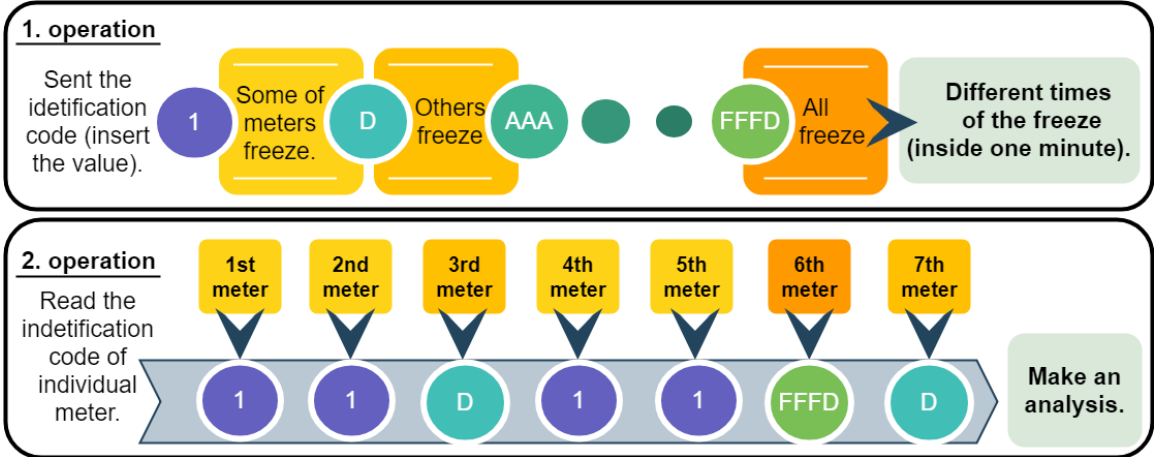 1. operation
Sent the
idetification
code (insert
the value).
1
Some of
meters
freeze.
D
Others
freeze
AAA
FFFD
All
freeze
Different times
of the freeze
(inside one minute).
2. operation
Read the
indetification
code of
individual
meter.
1st
meter
2nd
meter
3rd
meter
4th
meter
5th
meter
6th
meter
7th
meter
1
1
D
1
1
FFFD
D
Make an
analysis.